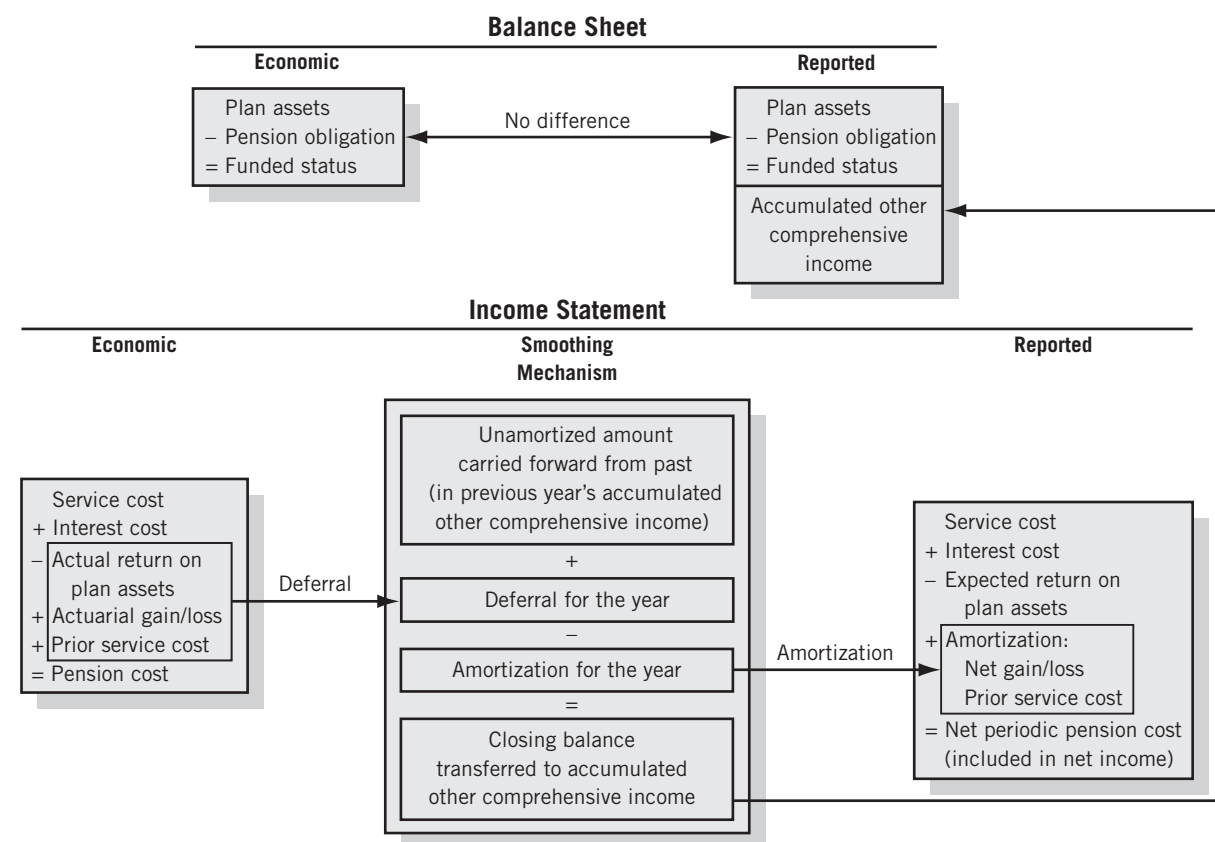 Balance Sheet
Economic
Reported
Plan assets
– Pension obligation
= Funded status
No difference
Plan assets
– Pension obligation
= Funded status
Accumulated other
comprehensive
income
Income Statement
Economic
Smoothing
Mechanism
Reported
Service cost
+ Interest cost
– Actual return on
plan assets
+ Actuarial gain/loss
+ Prior service cost
= Pension cost
Deferral
Unamortized amount
carried forward from past
(in previous year's accumulated
other comprehensive income)
+
Deferral for the year
–
Amortization for the year
=
Closing balance
transferred to accumulated
other comprehensive income
Amortization
Service cost
+ Interest cost
– Expected return on
plan assets
+ Amortization:
Net gain/loss
Prior service cost
= Net periodic pension cost
(included in net income)